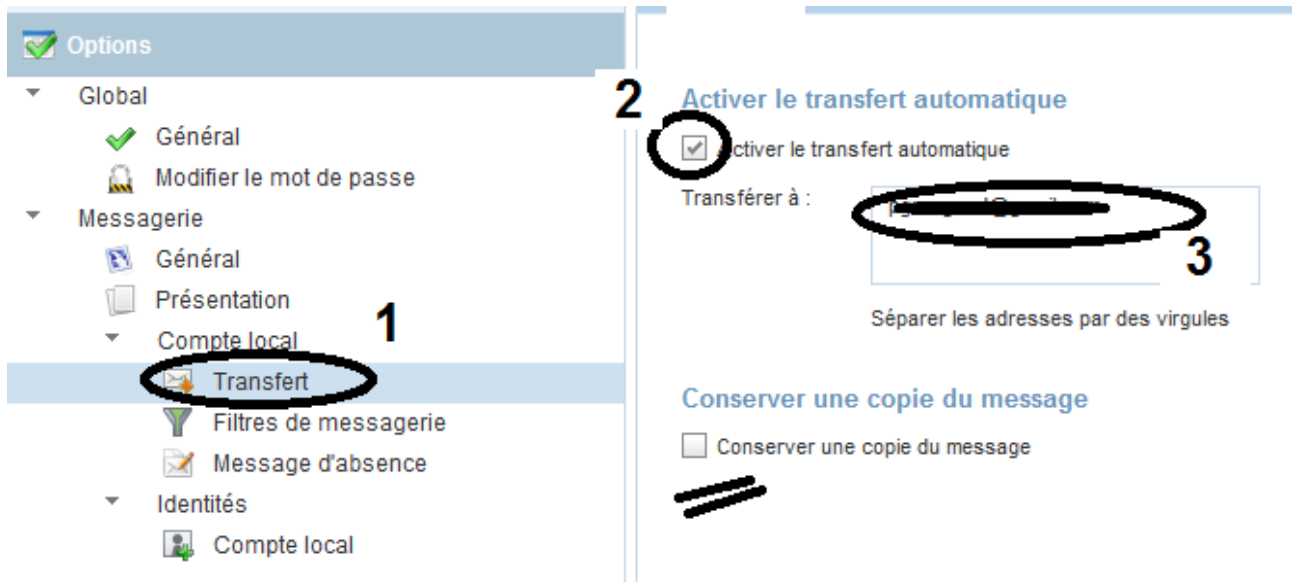 Options
Global
Général
Modifier le mot de passe
Messagerie
Général
Présentation
Compte local
1
Transfert
Filtres de messagerie
Message d'absence
Identités
Compte local
2
Activer le transfert automatique
Activer le transfert automatique
Transférer à :
3
Séparer les adresses par des virgules
Conserver une copie du message
Conserver une copie du message